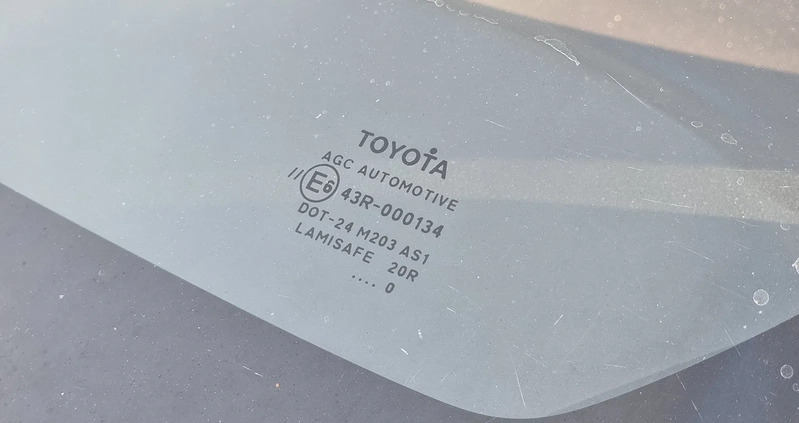 TOYOTA
AGC AUTOMOTIVE
// E6 43R-000134
DOT-24 M203 AS1
LAMISAFE 20R
.... 0